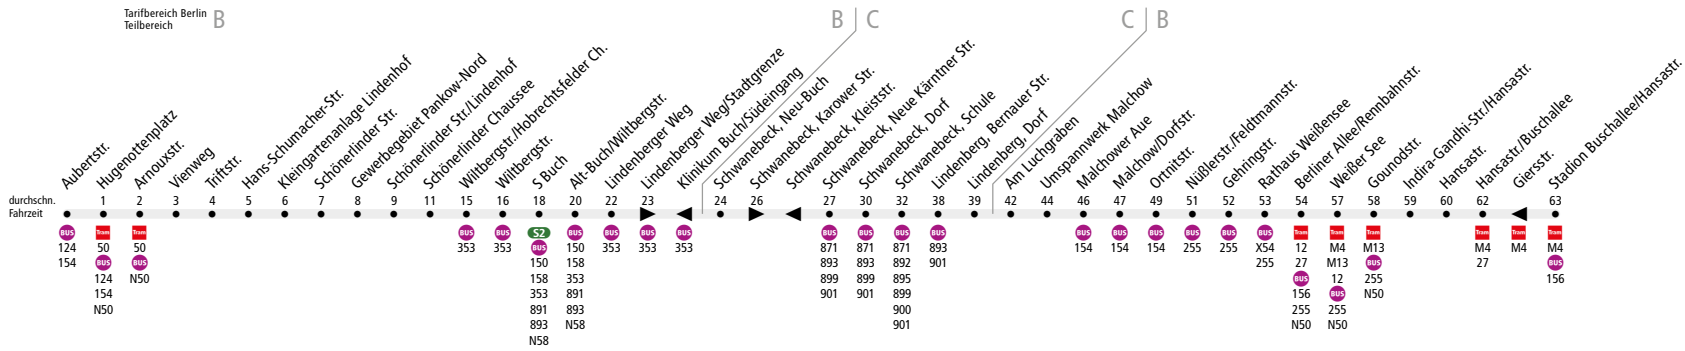 Tarifbereich Berlin
Teilbereich
B
B C
C B
Aubertstr.
Hugenottenplatz
Arnouxstr.
Vienweg
Triftstr.
Hans-Schumacher-Str.
Kleingartenanlage Lindenhof
Schönerlinder Str.
Gewerbegebiet Pankow-Nord
Schönerlinder Str./Lindenhof
Schönerlinder Chaussee
Wiltbergstr./Hobrechtsfelder Ch.
Wiltbergstr.
S Buch
Alt-Buch/Wiltbergstr.
Lindenberger Weg
Lindenberger Weg/Stadtgrenze
Klinikum Buch/Südeingang
Schwanebeck, Neu-Buch
Schwanebeck, Karower Str.
Schwanebeck, Kleiststr.
Schwanebeck, Neue Kärntner Str.
Schwanebeck, Dorf
Schwanebeck, Schule
Lindenberg, Bernauer Str.
Lindenberg, Dorf
Am Luchgraben
Umspannwerk Malchow
Malchower Aue
Malchow/Dorfstr.
Ortnitstr.
Nüßlerstr./Feldtmannstr.
Gehringstr.
Rathaus Weißensee
Berliner Allee/Rennbahnstr.
Weißer See
Gounodstr.
Indira-Gandhi-Str./Hansastr.
Hansastr.
Hansastr./Buschallee
Giersstr.
Stadion Buschallee/Hansastr.
durchschn. 1 2 3 4 5 6 7 8 9 11 15 16 18 20 22 23 24 26 27 30 32 38 39 42 44 46 47 49 51 52 53 54 57 58 59 60 62 63
Fahrzeit
BUS Tram Tram BUS BUS S2 BUS BUS BUS BUS BUS BUS BUS BUS BUS BUS BUS BUS BUS BUS Tram Tram Tram Tram Tram Tram
124 50 50 353 353 BUS 150 353 353 353 871 871 871 893 154 154 154 255 255 X54 12 M4 M13 M4 M4 M4
154 BUS BUS 150 158 893 893 892 901 255 27 M13 BUS 27 BUS
124 N50 158 353 899 899 895 BUS 12 255 156
154 353 891 901 901 899 156 BUS N50
N50 891 893 900 255 255
893 N58 901 N50 N50
N58